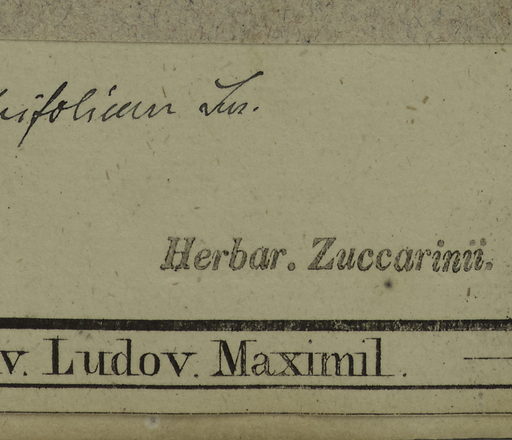 ifolium
Herbar. Zuccarinii.
v. Ludov. Maximil.